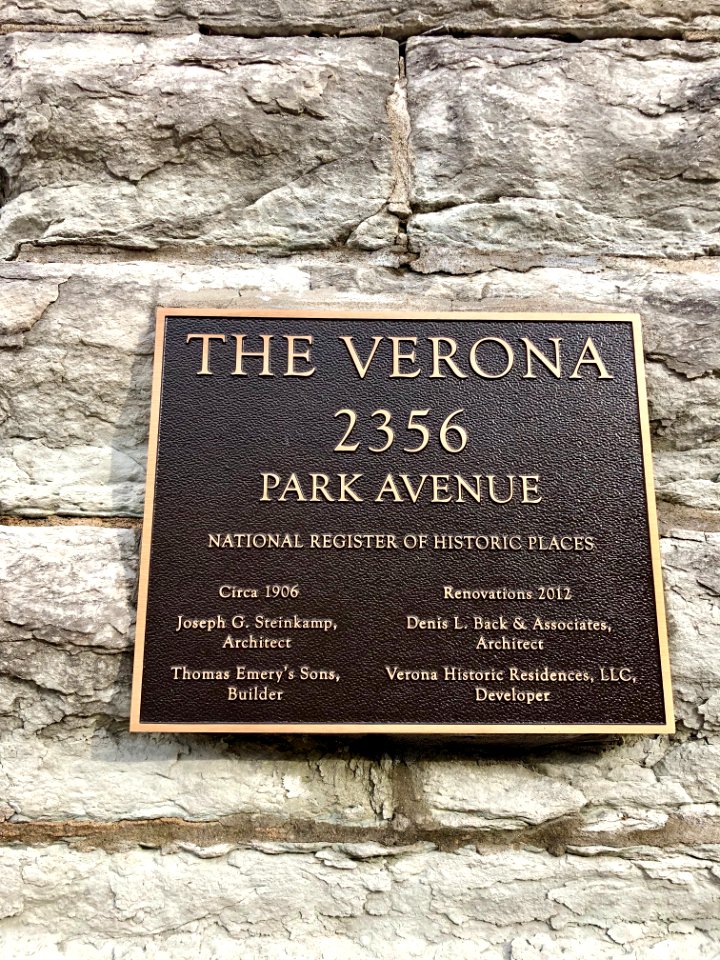 THE VERONA
2356
PARK AVENUE
NATIONAL REGISTER OF HISTORIC PLACES
Circa 1906
Joseph G. Steinkamp,
Architect
Thomas Emery's Sons,
Builder
Renovations 2012
Denis L. Back & Associates,
Architect
Verona Historic Residences, LLC,
Developer